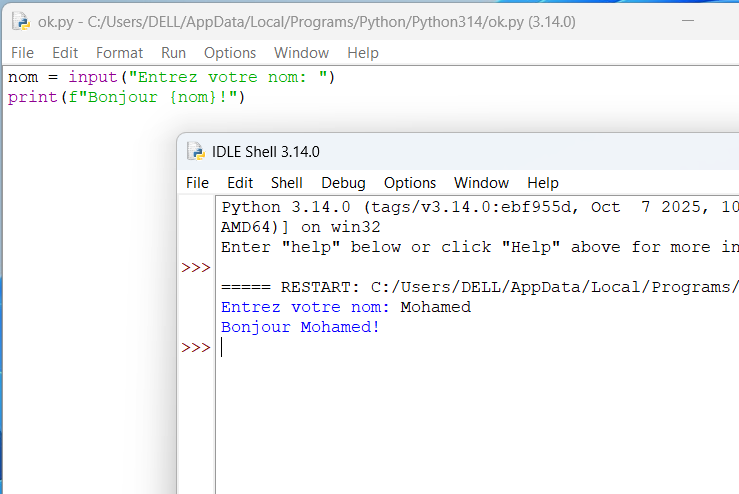 ok.py - C:/Users/DELL/AppData/Local/Programs/Python/Python314/ok.py (3.14.0)
File Edit Format Run Options Window Help
nom = input("Entrez votre nom: ")
print(f"Bonjour {nom}!")
IDLE Shell 3.14.0
File Edit Shell Debug Options Window Help
Python 3.14.0 (tags/v3.14.0:ebf955d, Oct  7 2025, 10
AMD64)] on win32
Enter "help" below or click "Help" above for more in
>>>
===== RESTART: C:/Users/DELL/AppData/Local/Programs/
Entrez votre nom: Mohamed
Bonjour Mohamed!
>>>